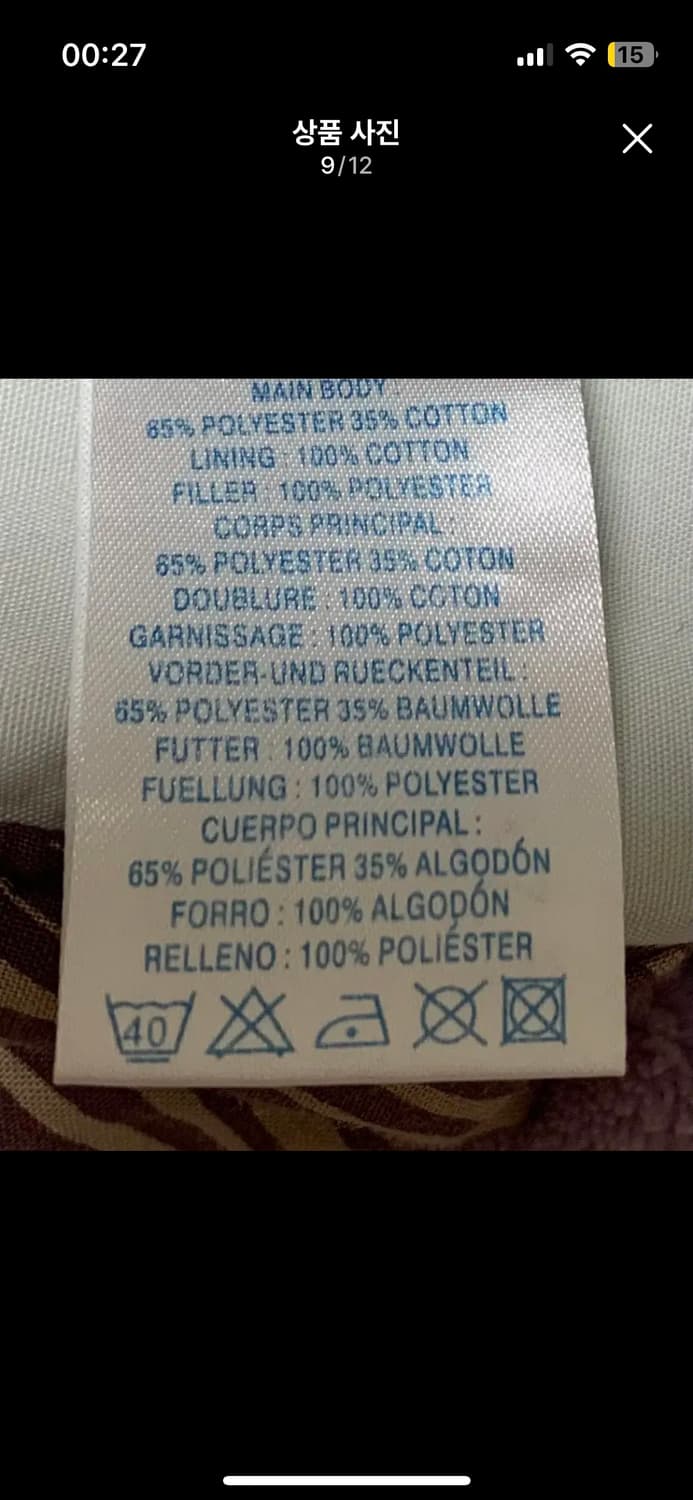 00:27
15
상품 사진
9/12
MAIN BODY :
65% POLYESTER 35% COTTON
LINING : 100% COTTON
FILLER : 100% POLYESTER
CORPS PRINCIPAL :
65% POLYESTER 35% COTON
DOUBLURE : 100% COTON
GARNISSAGE : 100% POLYESTER
VORDER-UND RUECKENTEIL :
65% POLYESTER 35% BAUMWOLLE
FUTTER : 100% BAUMWOLLE
FUELLUNG : 100% POLYESTER
CUERPO PRINCIPAL :
65% POLIÉSTER 35% ALGODÓN
FORRO : 100% ALGODÓN
RELLENO : 100% POLIÉSTER
40